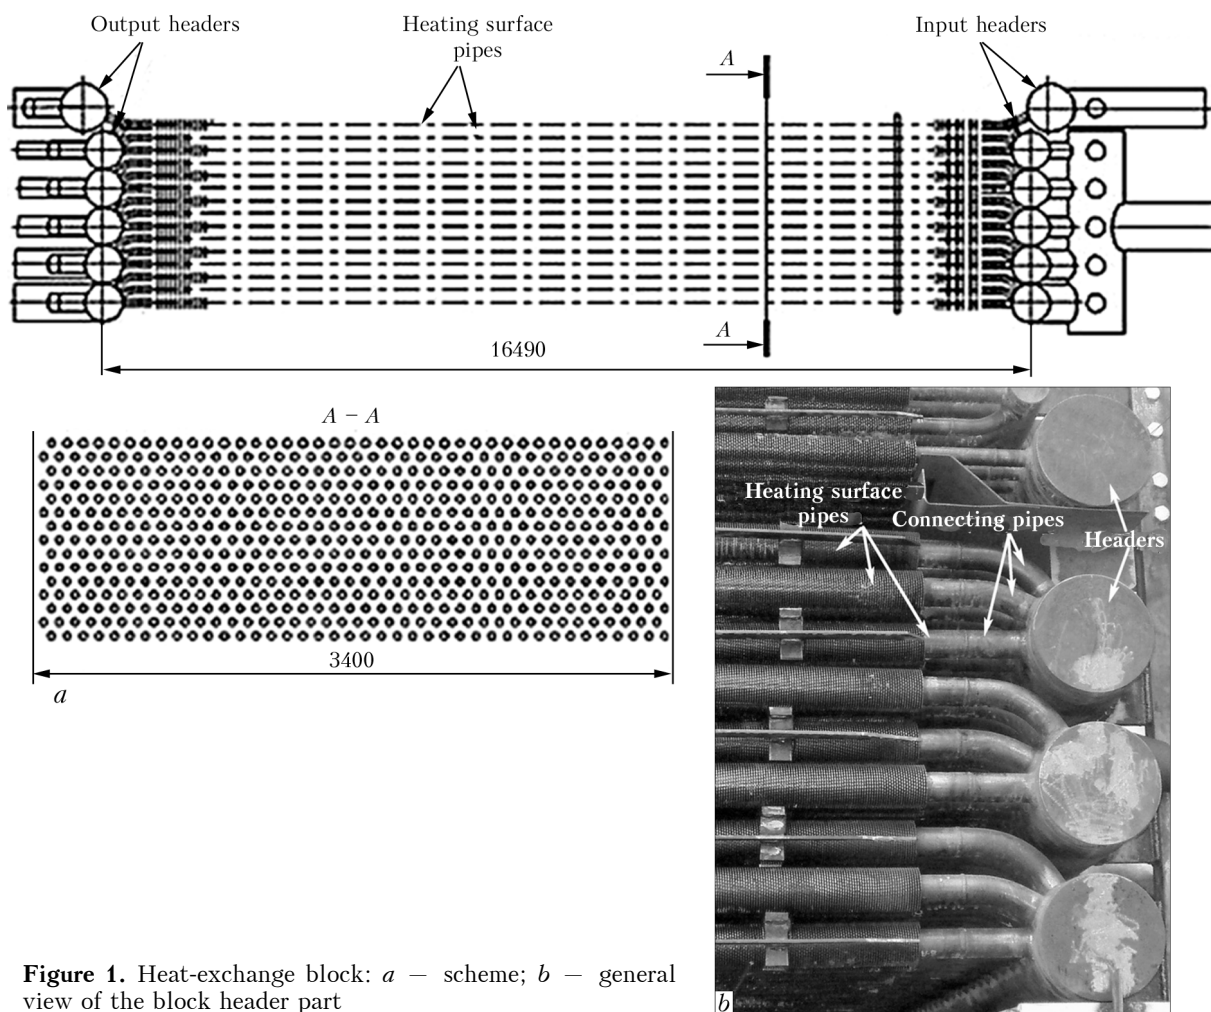 Output headers
Heating surface
pipes
Input headers
A
A
16490
A – A
3400
a
Heating surface
pipes
Connecting pipes
Headers
b
Figure 1. Heat-exchange block: a — scheme; b — general
view of the block header part